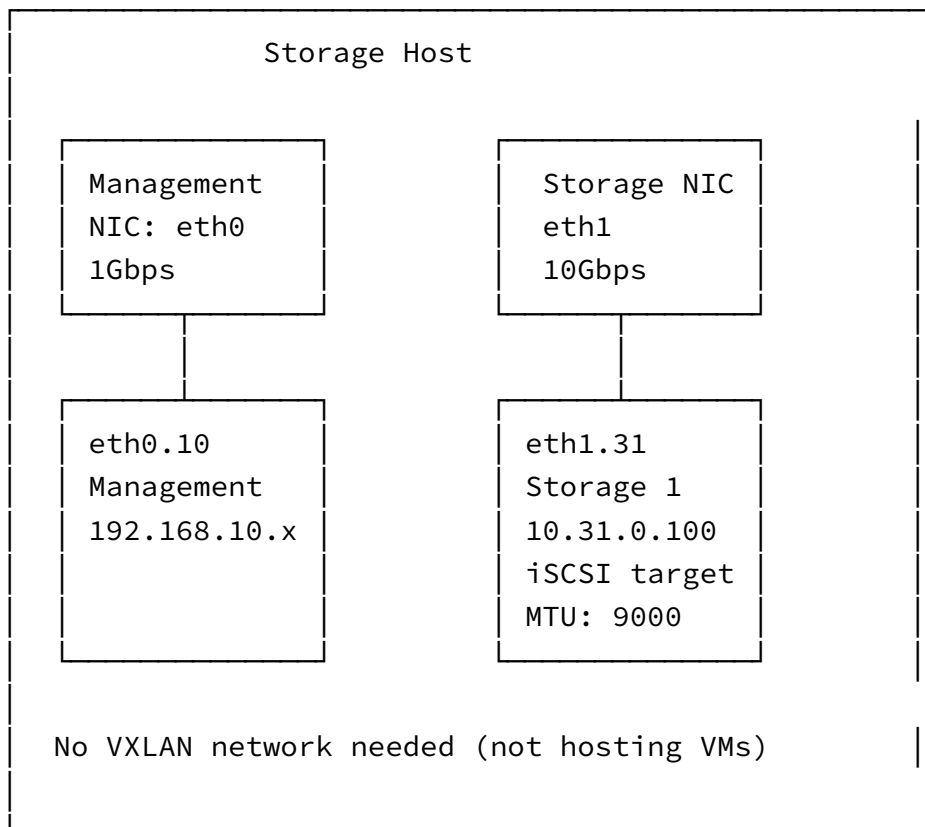 Storage Host
Management
NIC: eth0
1Gbps
Storage NIC
eth1
10Gbps
eth0.10
Management
192.168.10.x
eth1.31
Storage 1
10.31.0.100
iSCSI target
MTU: 9000
No VXLAN network needed (not hosting VMs)